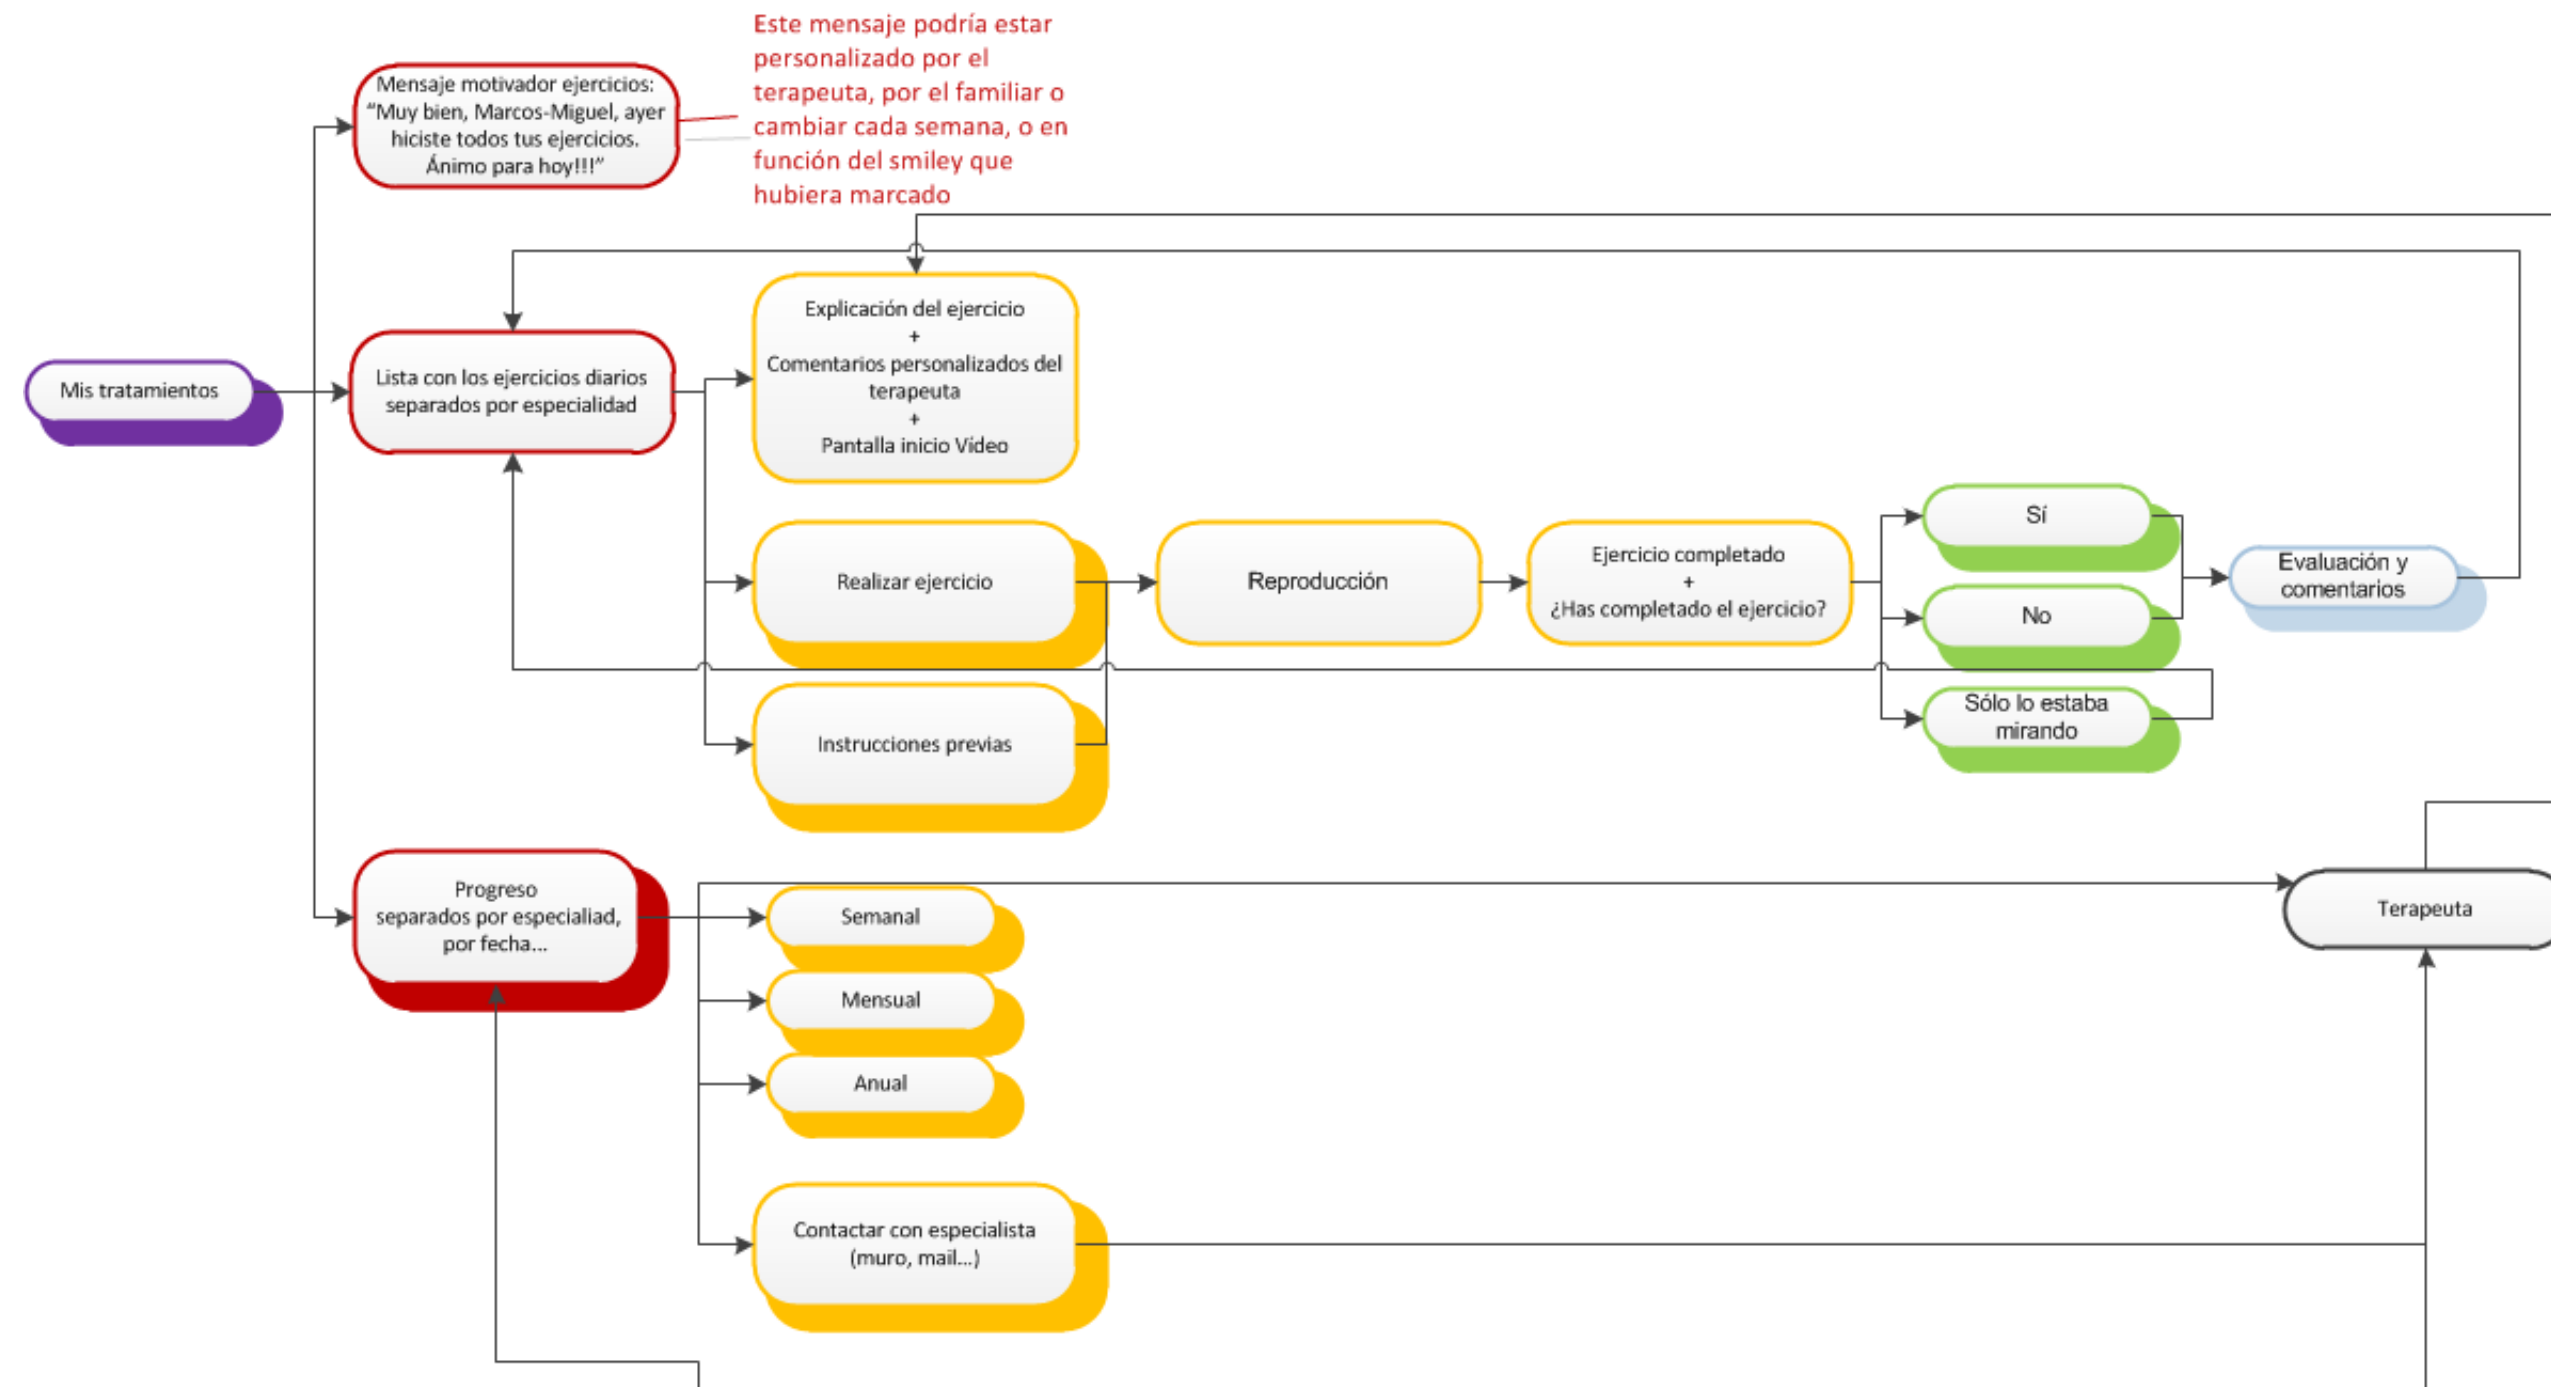 Este mensaje podría estar
personalizado por el
terapeuta, por el familiar o
cambiar cada semana, o en
función del smiley que
hubiera marcado
Mensaje motivador ejercicios:
“Muy bien, Marcos-Miguel, ayer
hiciste todos tus ejercicios.
Ánimo para hoy!!!”
Mis tratamientos
Lista con los ejercicios diarios
separados por especialidad
Explicación del ejercicio
+
Comentarios personalizados del
terapeuta
+
Pantalla inicio Vídeo
Realizar ejercicio
Reproducción
Ejercicio completado
+
¿Has completado el ejercicio?
Sí
No
Sólo lo estaba
mirando
Evaluación y
comentarios
Instrucciones previas
Progreso
separados por especialiad,
por fecha...
Semanal
Mensual
Anual
Contactar con especialista
(muro, mail...)
Terapeuta